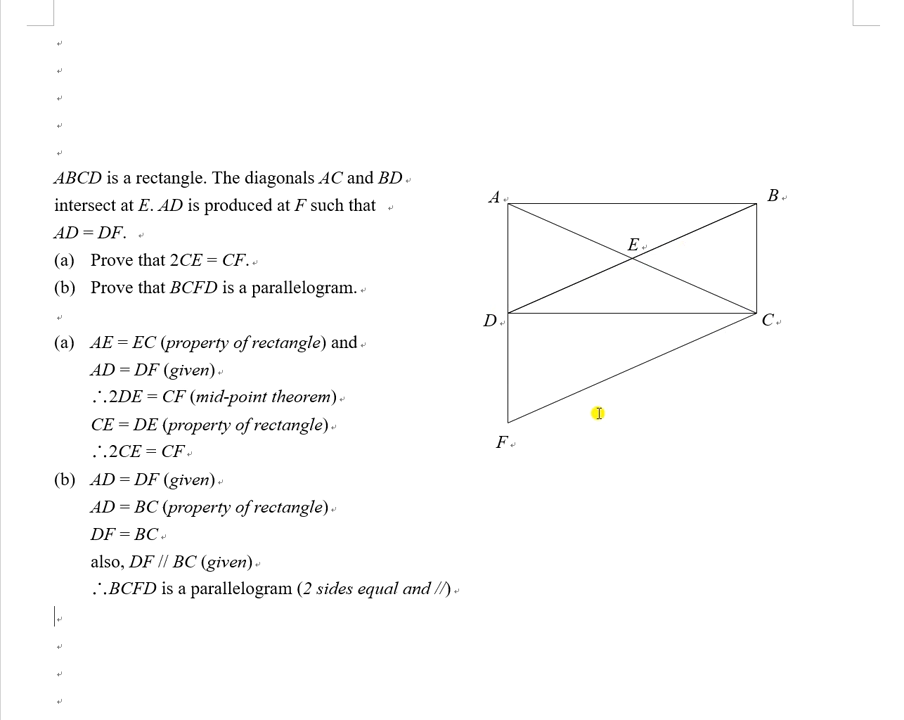 ABCD is a rectangle. The diagonals AC and BD
intersect at E. AD is produced at F such that
AD = DF.
(a) Prove that 2CE = CF.
(b) Prove that BCFD is a parallelogram.
(a) AE = EC (property of rectangle) and
AD = DF (given)
∴2DE = CF (mid-point theorem)
CE = DE (property of rectangle)
∴2CE = CF
(b) AD = DF (given)
AD = BC (property of rectangle)
DF = BC
also, DF // BC (given)
∴BCFD is a parallelogram (2 sides equal and //)
A
B
E
D
C
F